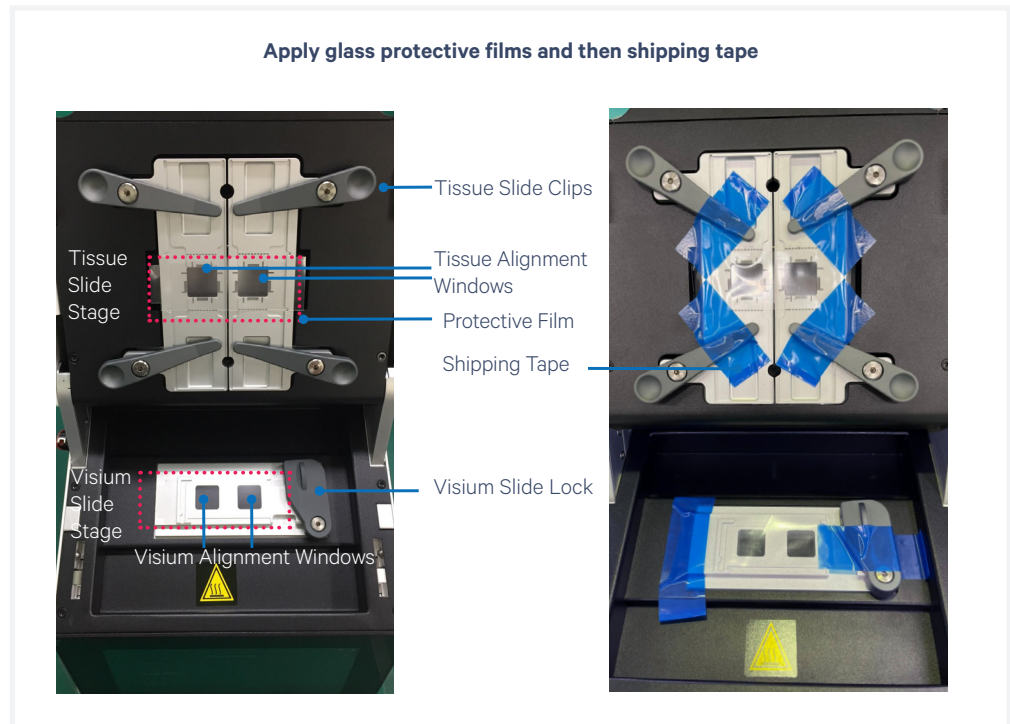 Apply glass protective films and then shipping tape
Tissue Slide Clips
Tissue
Slide
Stage
Tissue Alignment
Windows
Protective Film
Shipping Tape
Visium
Slide
Stage
Visium Slide Lock
Visium Alignment Windows